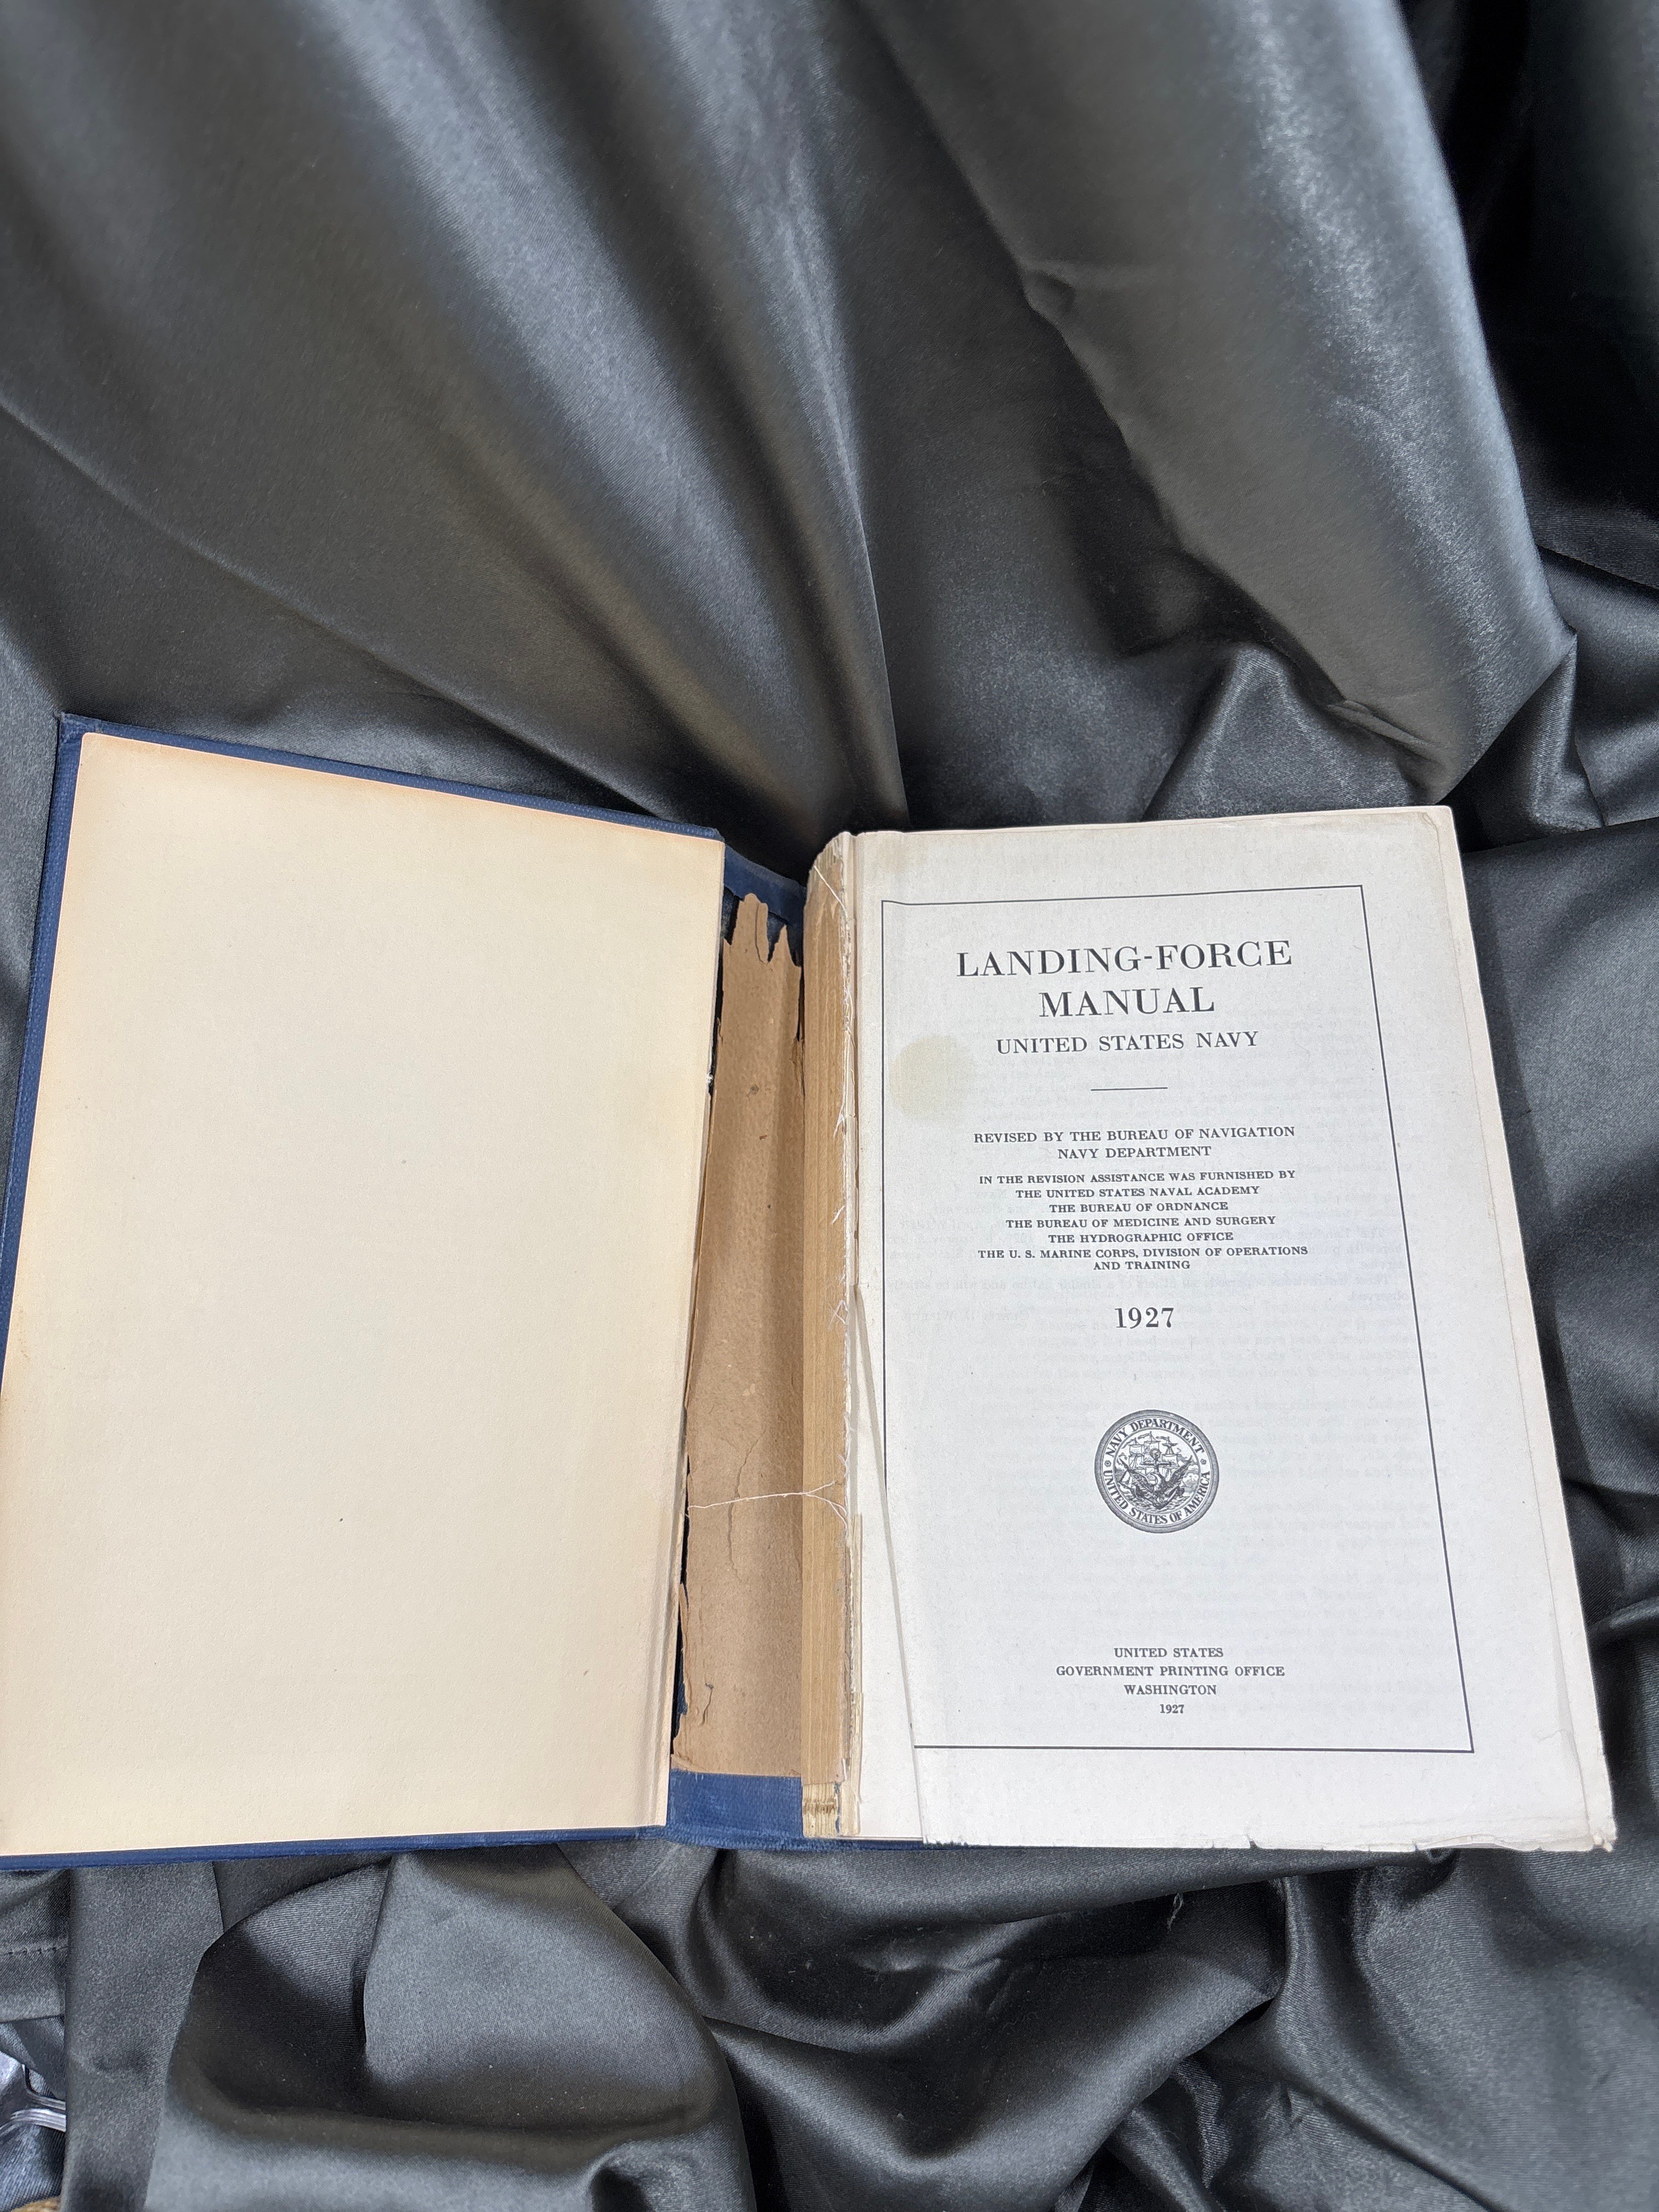 LANDING-FORCE
MANUAL
UNITED STATES NAVY
REVISED BY THE BUREAU OF NAVIGATION
NAVY DEPARTMENT
IN THE REVISION ASSISTANCE WAS FURNISHED BY
THE UNITED STATES NAVAL ACADEMY
THE BUREAU OF ORDNANCE
THE BUREAU OF MEDICINE AND SURGERY
THE HYDROGRAPHIC OFFICE
THE U. S. MARINE CORPS, DIVISION OF OPERATIONS
AND TRAINING
1927
NAVY DEPARTMENT
UNITED STATES OF AMERICA
UNITED STATES
GOVERNMENT PRINTING OFFICE
WASHINGTON
1927